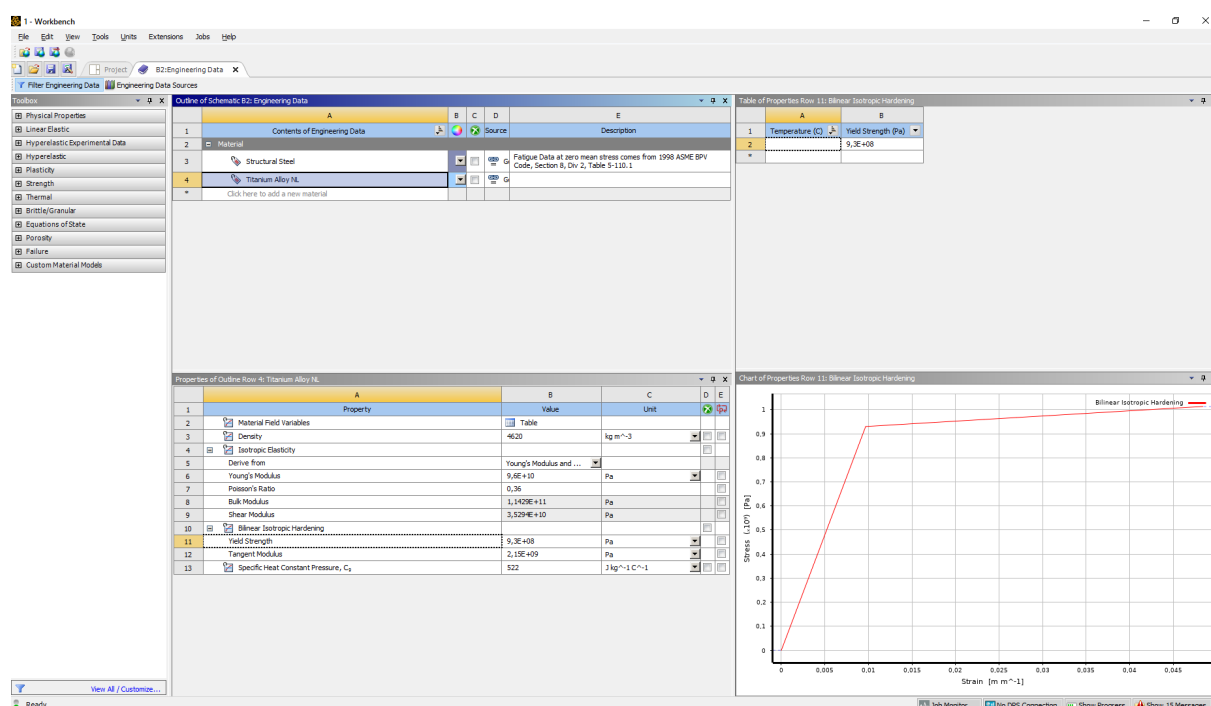 1 - Workbench
File Edit View Tools Units Extensions Jobs Help
Project B2:Engineering Data X
Filter Engineering Data Engineering Data Sources
Toolbox
Physical Properties
Linear Elastic
Hyperelastic Experimental Data
Hyperelastic
Plasticity
Strength
Thermal
Brittle/Granular
Equations of State
Porosity
Failure
Custom Material Models
View All / Customize...
Outline of Schematic B2: Engineering Data
A B C D E
1 Contents of Engineering Data Source Description
2 Material
3 Structural Steel Fatigue Data at zero mean stress comes from 1998 ASME BPV
Code, Section 8, Div 2, Table 5-110.1
4 Titanium Alloy NL
* Click here to add a new material
Table of Properties Row 11: Bilinear Isotropic Hardening
A B
1 Temperature (C) Yield Strength (Pa)
2 9,3E+08
*
Properties of Outline Row 4: Titanium Alloy NL
A B C D E
1 Property Value Unit
2 Material Field Variables Table
3 Density 4620 kg m^-3
4 Isotropic Elasticity
5 Derive from Young's Modulus and ...
6 Young's Modulus 9,6E+10 Pa
7 Poisson's Ratio 0,36
8 Bulk Modulus 1,1429E+11 Pa
9 Shear Modulus 3,5294E+10 Pa
10 Bilinear Isotropic Hardening
11 Yield Strength 9,3E+08 Pa
12 Tangent Modulus 2,15E+09 Pa
13 Specific Heat Constant Pressure, Cₚ 522 J kg^-1 C^-1
Chart of Properties Row 11: Bilinear Isotropic Hardening
Bilinear Isotropic Hardening
1
0,9
0,8
0,7
0,6
0,5
0,4
0,3
0,2
0,1
0
Stress (.10⁹) [Pa]
0 0,005 0,01 0,015 0,02 0,025 0,03 0,035 0,04 0,045
Strain [m m^-1]
Ready
Job Monitor... No DPS Connection Show Progress Show 15 Messages